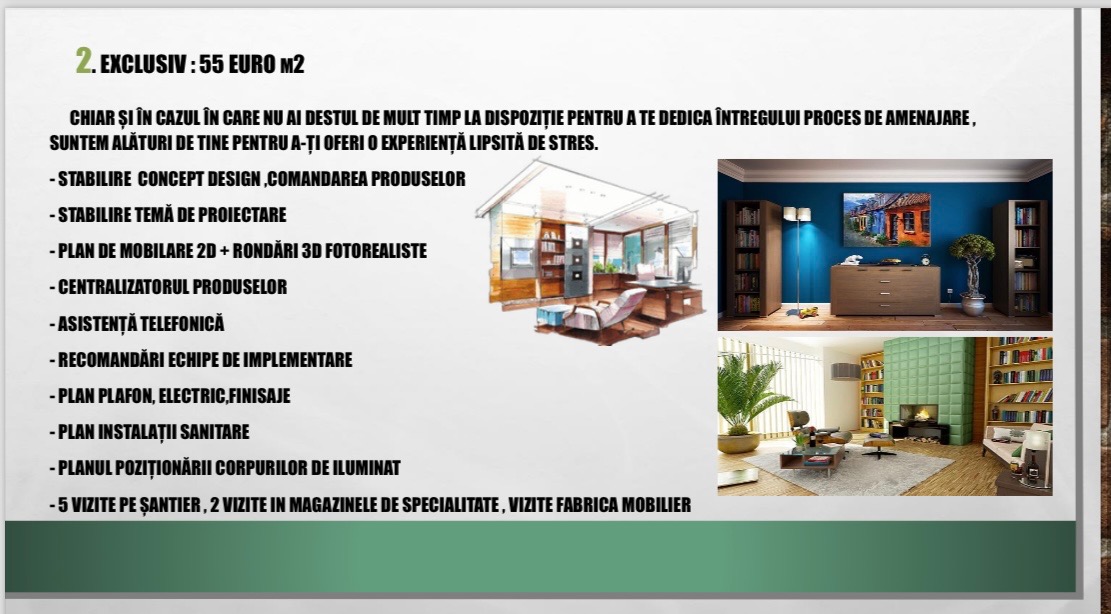 2. EXCLUSIV : 55 EURO M2
CHIAR ȘI ÎN CAZUL ÎN CARE NU AI DESTUL DE MULT TIMP LA DISPOZIȚIE PENTRU A TE DEDICA ÎNTREGULUI PROCES DE AMENAJARE ,
SUNTEM ALĂTURI DE TINE PENTRU A-ȚI OFERI O EXPERIENȚĂ LIPSITĂ DE STRES.
- STABILIRE CONCEPT DESIGN ,COMANDAREA PRODUSELOR
- STABILIRE TEMĂ DE PROIECTARE
- PLAN DE MOBILARE 2D + RONDĂRI 3D FOTOREALISTE
- CENTRALIZATORUL PRODUSELOR
- ASISTENȚĂ TELEFONICĂ
- RECOMANDĂRI ECHIPE DE IMPLEMENTARE
- PLAN PLAFON, ELECTRIC,FINISAJE
- PLAN INSTALAȚII SANITARE
- PLANUL POZIȚIONĂRII CORPURILOR DE ILUMINAT
- 5 VIZITE PE ȘANTIER , 2 VIZITE IN MAGAZINELE DE SPECIALITATE , VIZITE FABRICA MOBILIER